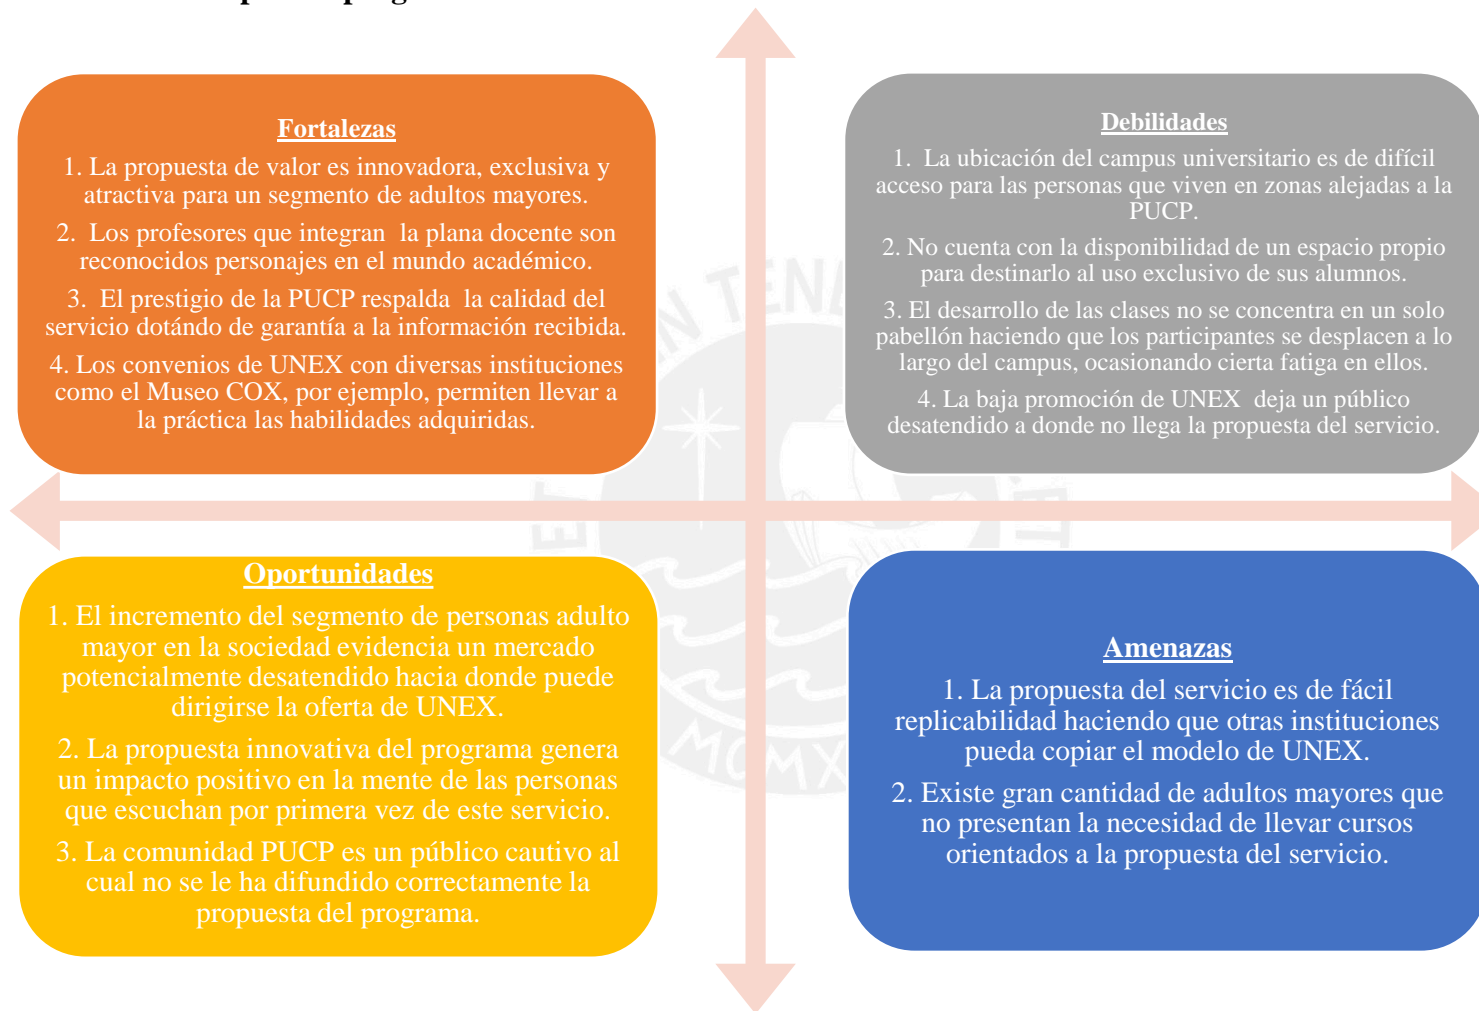 Fortalezas
1. La propuesta de valor es innovadora, exclusiva y
atractiva para un segmento de adultos mayores.
2. Los profesores que integran la plana docente son
reconocidos personajes en el mundo académico.
3. El prestigio de la PUCP respalda la calidad del
servicio dotándo de garantía a la información recibida.
4. Los convenios de UNEX con diversas instituciones
como el Museo COX, por ejemplo, permiten llevar a
la práctica las habilidades adquiridas.
Debilidades
1. La ubicación del campus universitario es de difícil
acceso para las personas que viven en zonas alejadas a la
PUCP.
2. No cuenta con la disponibilidad de un espacio propio
para destinarlo al uso exclusivo de sus alumnos.
3. El desarrollo de las clases no se concentra en un solo
pabellón haciendo que los participantes se desplacen a lo
largo del campus, ocasionando cierta fatiga en ellos.
4. La baja promoción de UNEX deja un público
desatendido a donde no llega la propuesta del servicio.
Oportunidades
1. El incremento del segmento de personas adulto
mayor en la sociedad evidencia un mercado
potencialmente desatendido hacia donde puede
dirigirse la oferta de UNEX.
2. La propuesta innovativa del programa genera
un impacto positivo en la mente de las personas
que escuchan por primera vez de este servicio.
3. La comunidad PUCP es un público cautivo al
cual no se le ha difundido correctamente la
propuesta del programa.
Amenazas
1. La propuesta del servicio es de fácil
replicabilidad haciendo que otras instituciones
pueda copiar el modelo de UNEX.
2. Existe gran cantidad de adultos mayores que
no presentan la necesidad de llevar cursos
orientados a la propuesta del servicio.